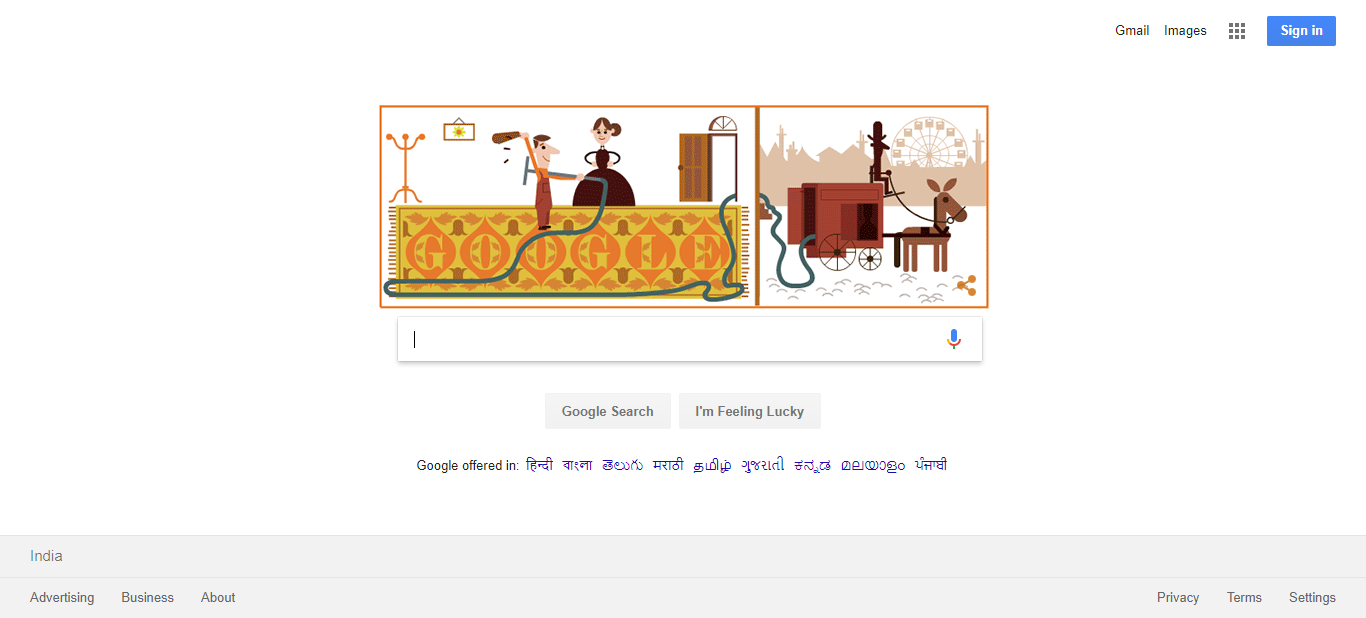 Gmail Images Sign in
GOOGLE
Google Search I'm Feeling Lucky
Google offered in: हिन्दी বাংলা తెలుగు मराठी தமிழ் ગુજરાતી ಕನ್ನಡ മലയാളം ਪੰਜਾਬੀ
India
Advertising Business About Privacy Terms Settings